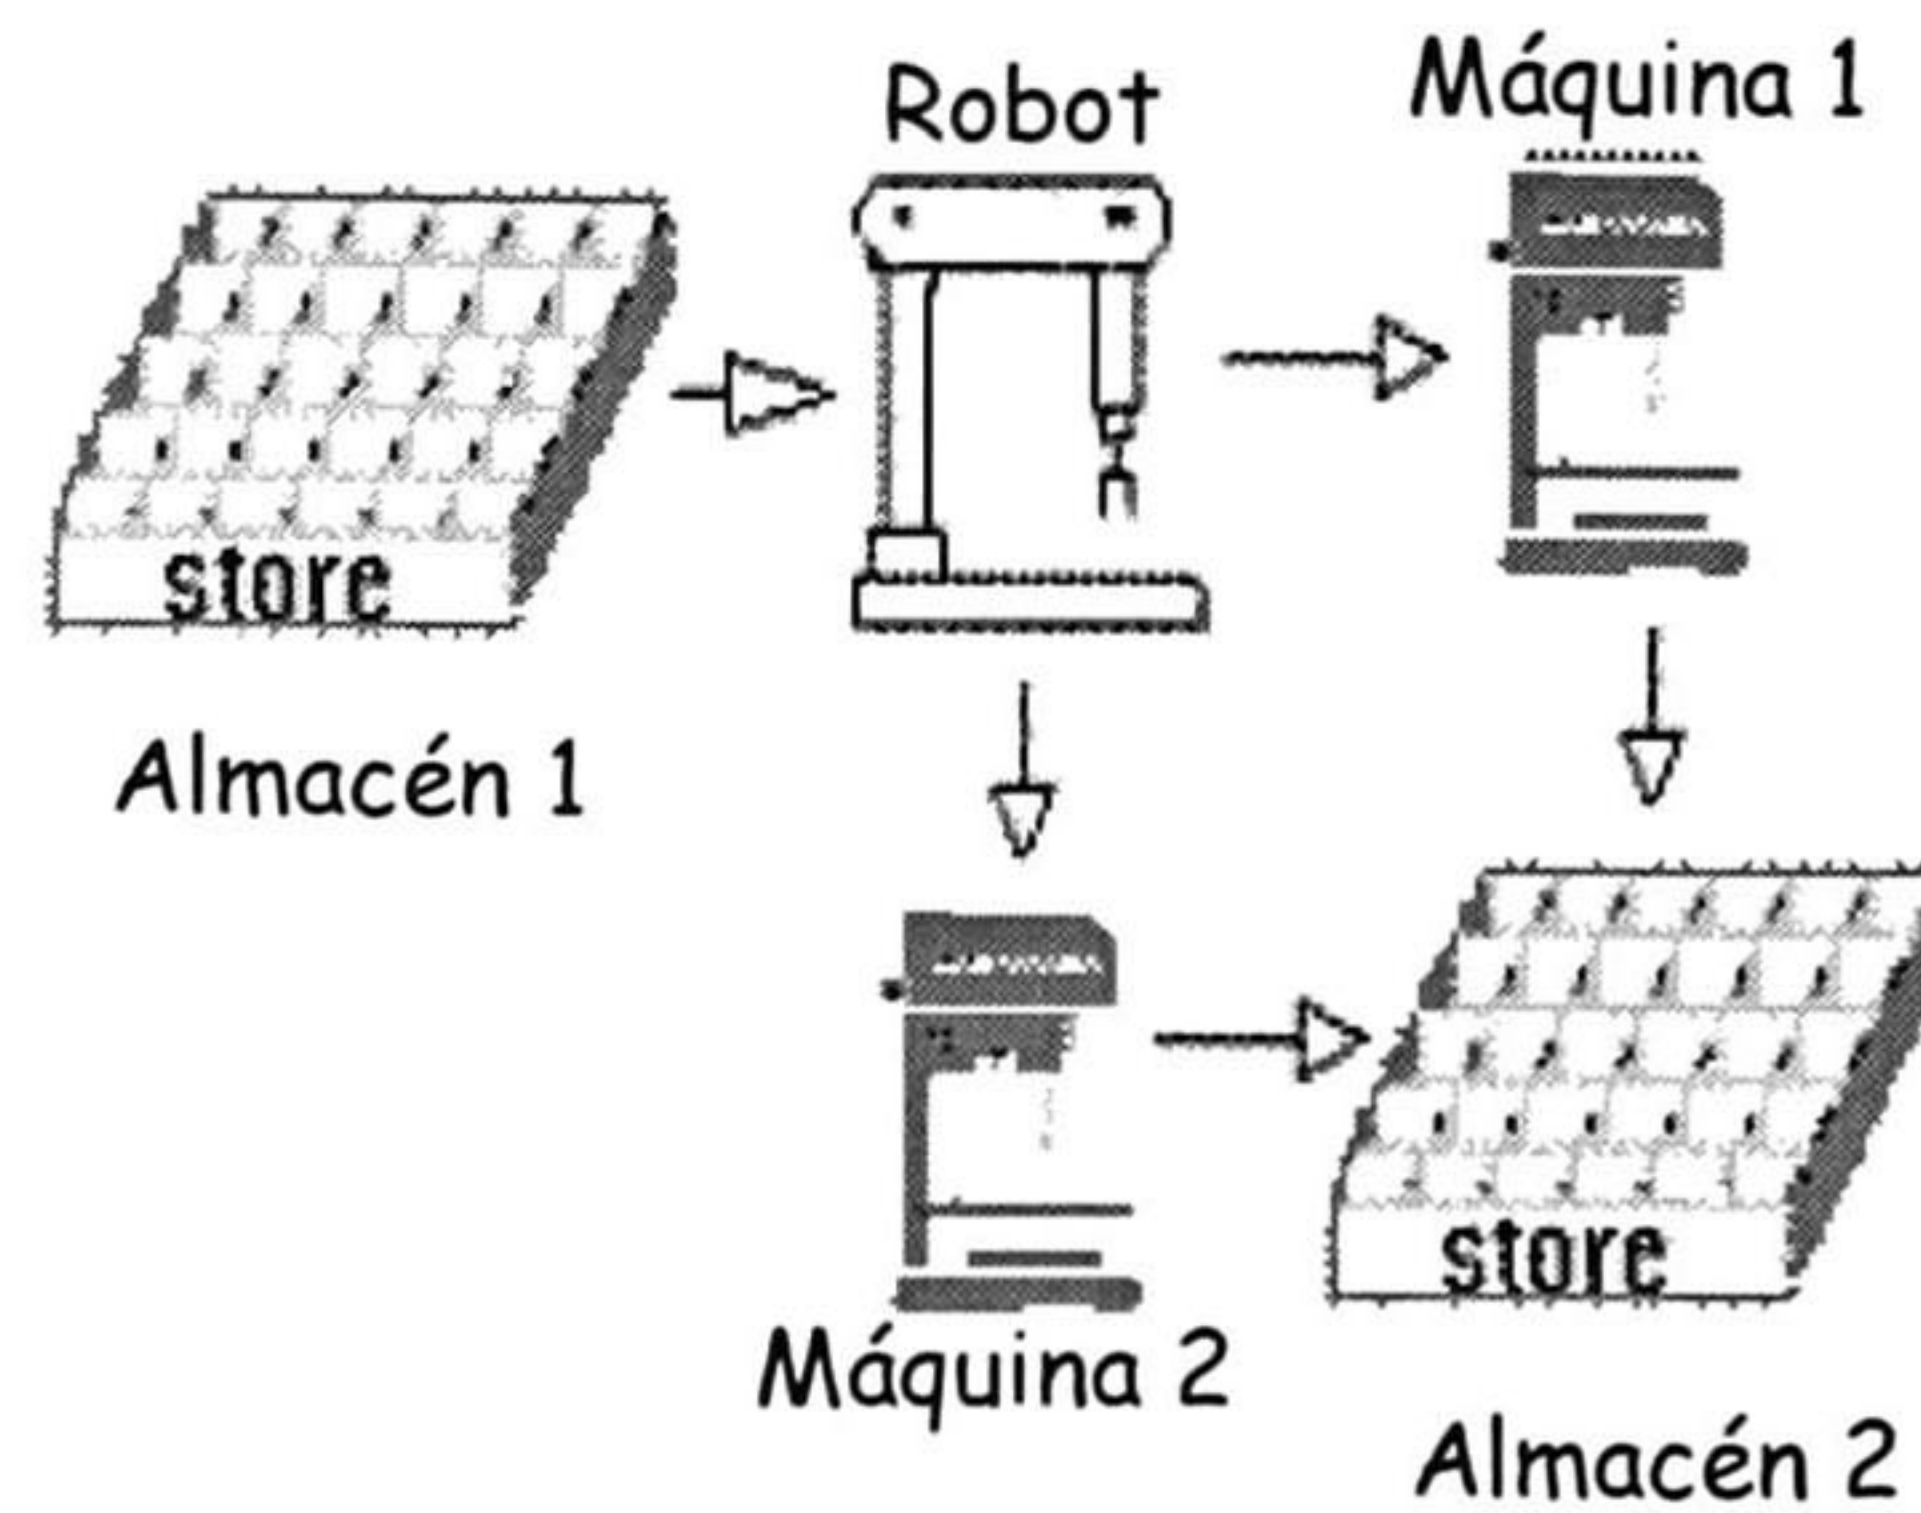 Robot
Máquina 1
store
Almacén 1
Máquina 2
store
Almacén 2